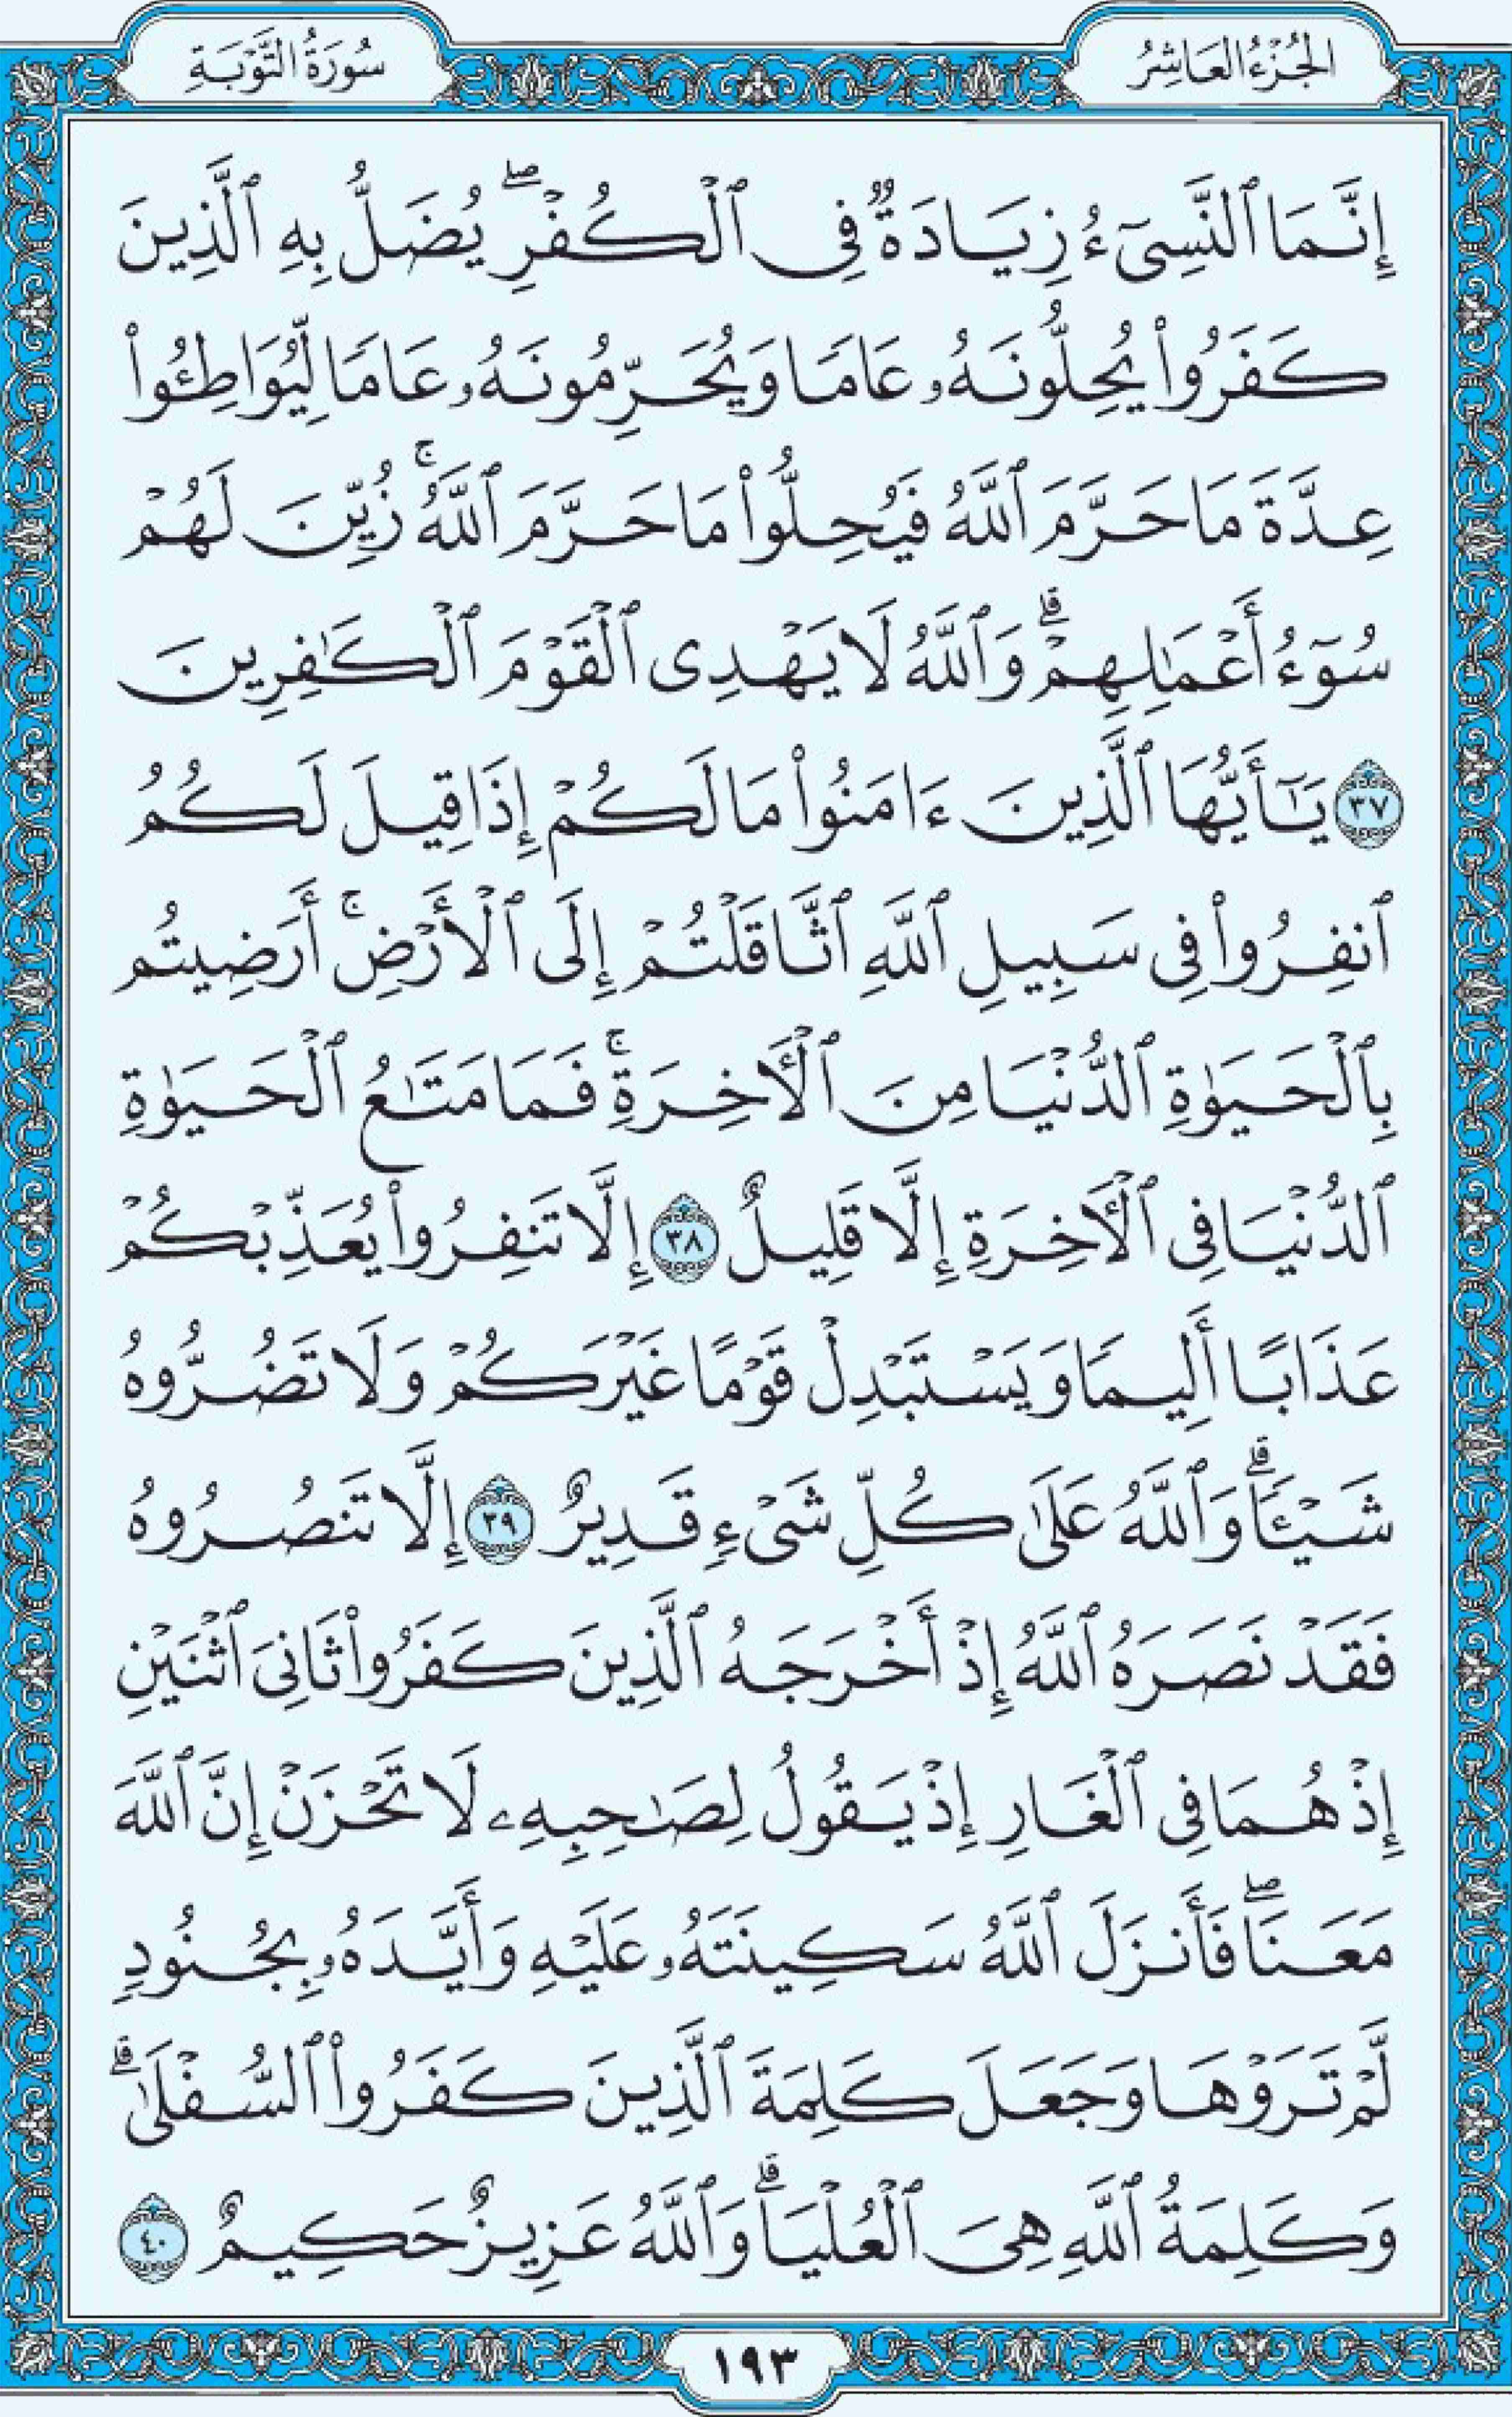 الجُزْءُ العَاشِرُ
سُورَةُ التَّوْبَةِ
إِنَّمَا ٱلنَّسِىٓءُ زِيَادَةٌ فِى ٱلْكُفْرِ ۖ يُضَلُّ بِهِ ٱلَّذِينَ
كَفَرُوا۟ يُحِلُّونَهُۥ عَامًا وَيُحَرِّمُونَهُۥ عَامًا لِّيُوَاطِـُٔوا۟
عِدَّةَ مَا حَرَّمَ ٱللَّهُ فَيُحِلُّوا۟ مَا حَرَّمَ ٱللَّهُ ۚ زُيِّنَ لَهُمْ
سُوٓءُ أَعْمَـٰلِهِمْ ۗ وَٱللَّهُ لَا يَهْدِى ٱلْقَوْمَ ٱلْكَـٰفِرِينَ
٣٧ يَـٰٓأَيُّهَا ٱلَّذِينَ ءَامَنُوا۟ مَا لَكُمْ إِذَا قِيلَ لَكُمُ
ٱنفِرُوا۟ فِى سَبِيلِ ٱللَّهِ ٱثَّاقَلْتُمْ إِلَى ٱلْأَرْضِ ۚ أَرَضِيتُم
بِٱلْحَيَوٰةِ ٱلدُّنْيَا مِنَ ٱلْـَٔاخِرَةِ ۚ فَمَا مَتَـٰعُ ٱلْحَيَوٰةِ
ٱلدُّنْيَا فِى ٱلْـَٔاخِرَةِ إِلَّا قَلِيلٌ ٣٨ إِلَّا تَنفِرُوا۟ يُعَذِّبْكُمْ
عَذَابًا أَلِيمًا وَيَسْتَبْدِلْ قَوْمًا غَيْرَكُمْ وَلَا تَضُرُّوهُ
شَيْـًٔا ۗ وَٱللَّهُ عَلَىٰ كُلِّ شَىْءٍ قَدِيرٌ ٣٩ إِلَّا تَنصُرُوهُ
فَقَدْ نَصَرَهُ ٱللَّهُ إِذْ أَخْرَجَهُ ٱلَّذِينَ كَفَرُوا۟ ثَانِىَ ٱثْنَيْنِ
إِذْ هُمَا فِى ٱلْغَارِ إِذْ يَقُولُ لِصَـٰحِبِهِۦ لَا تَحْزَنْ إِنَّ ٱللَّهَ
مَعَنَا ۖ فَأَنزَلَ ٱللَّهُ سَكِينَتَهُۥ عَلَيْهِ وَأَيَّدَهُۥ بِجُنُودٍ
لَّمْ تَرَوْهَا وَجَعَلَ كَلِمَةَ ٱلَّذِينَ كَفَرُوا۟ ٱلسُّفْلَىٰ ۗ
وَكَلِمَةُ ٱللَّهِ هِىَ ٱلْعُلْيَا ۗ وَٱللَّهُ عَزِيزٌ حَكِيمٌ ٤٠
١٩٣